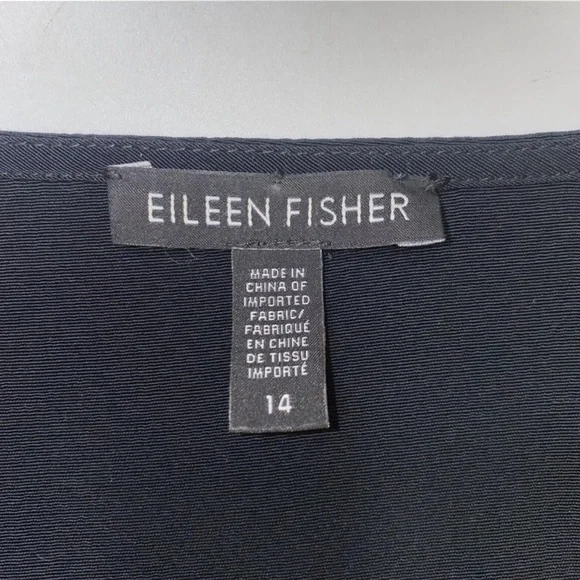 EILEEN FISHER
MADE IN
CHINA OF
IMPORTED
FABRIC/
FABRIQUÉ
EN CHINE
DE TISSU
IMPORTÉ
14